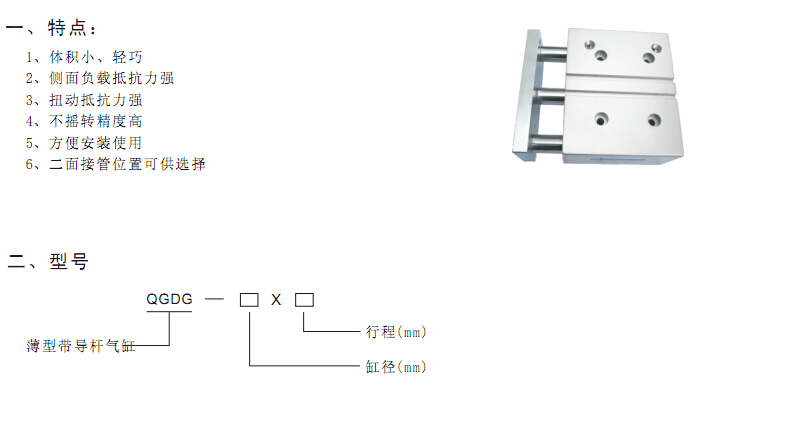 一、特点：
1、体积小、轻巧
2、侧面负载抵抗力强
3、扭动抵抗力强
4、不摇转精度高
5、方便安装使用
6、二面接管位置可供选择
二、型号
QGDG — □ X □
行程(mm)
薄型带导杆气缸
缸径(mm)